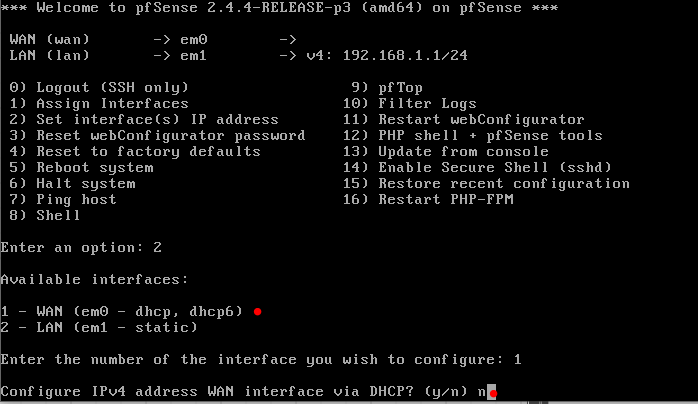 *** Welcome to pfSense 2.4.4-RELEASE-p3 (amd64) on pfSense ***
WAN (wan) -> em0 ->
LAN (lan) -> em1 -> v4: 192.168.1.1/24
0) Logout (SSH only) 9) pfTop
1) Assign Interfaces 10) Filter Logs
2) Set interface(s) IP address 11) Restart webConfigurator
3) Reset webConfigurator password 12) PHP shell + pfSense tools
4) Reset to factory defaults 13) Update from console
5) Reboot system 14) Enable Secure Shell (sshd)
6) Halt system 15) Restore recent configuration
7) Ping host 16) Restart PHP-FPM
8) Shell
Enter an option: 2
Available interfaces:
1 - WAN (em0 - dhcp, dhcp6)
2 - LAN (em1 - static)
Enter the number of the interface you wish to configure: 1
Configure IPv4 address WAN interface via DHCP? (y/n) n